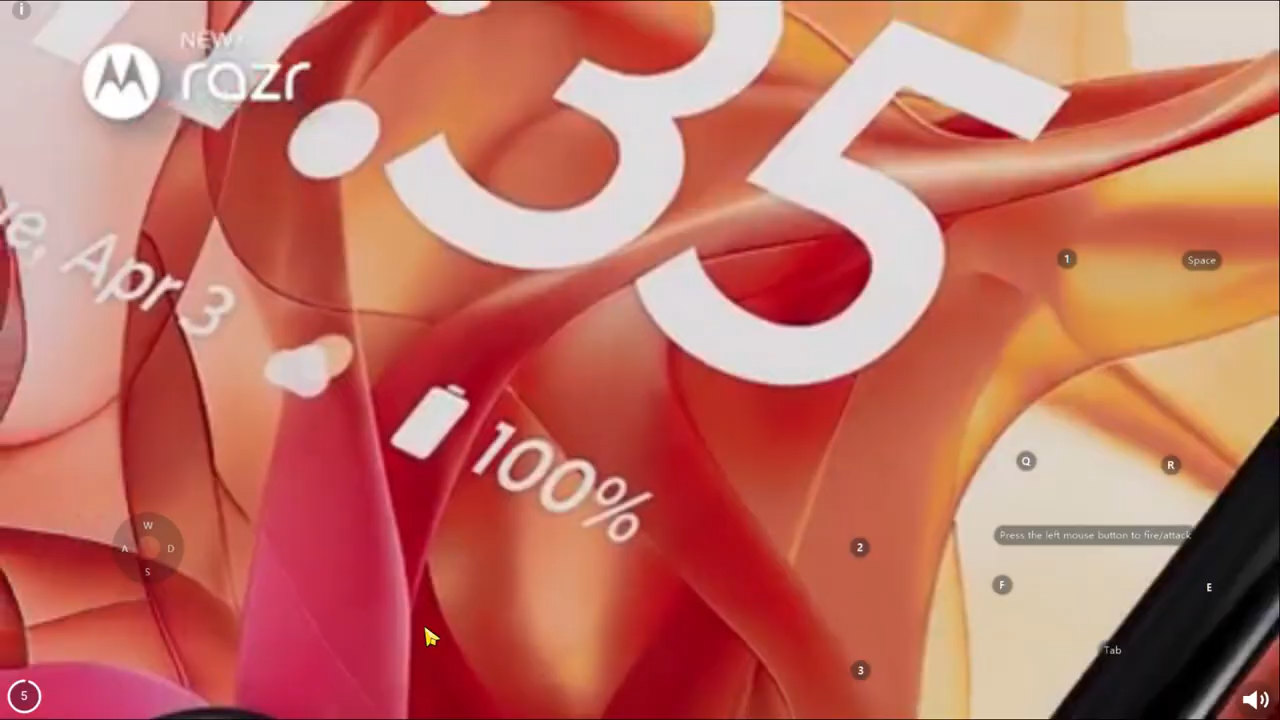 NEW
razr
:35
Apr 3
100%
1
Space
Q
R
W
A
D
S
2
Press the left mouse button to fire/attack
F
E
Tab
3
5